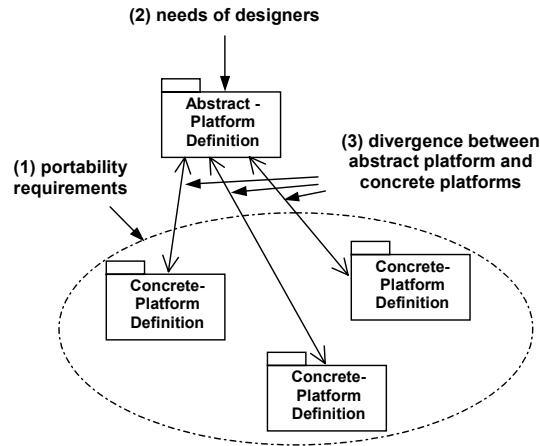 (2) needs of designers
Abstract -
Platform
Definition
(3) divergence between
abstract platform and
concrete platforms
(1) portability
requirements
Concrete-
Platform
Definition
Concrete-
Platform
Definition
Concrete-
Platform
Definition